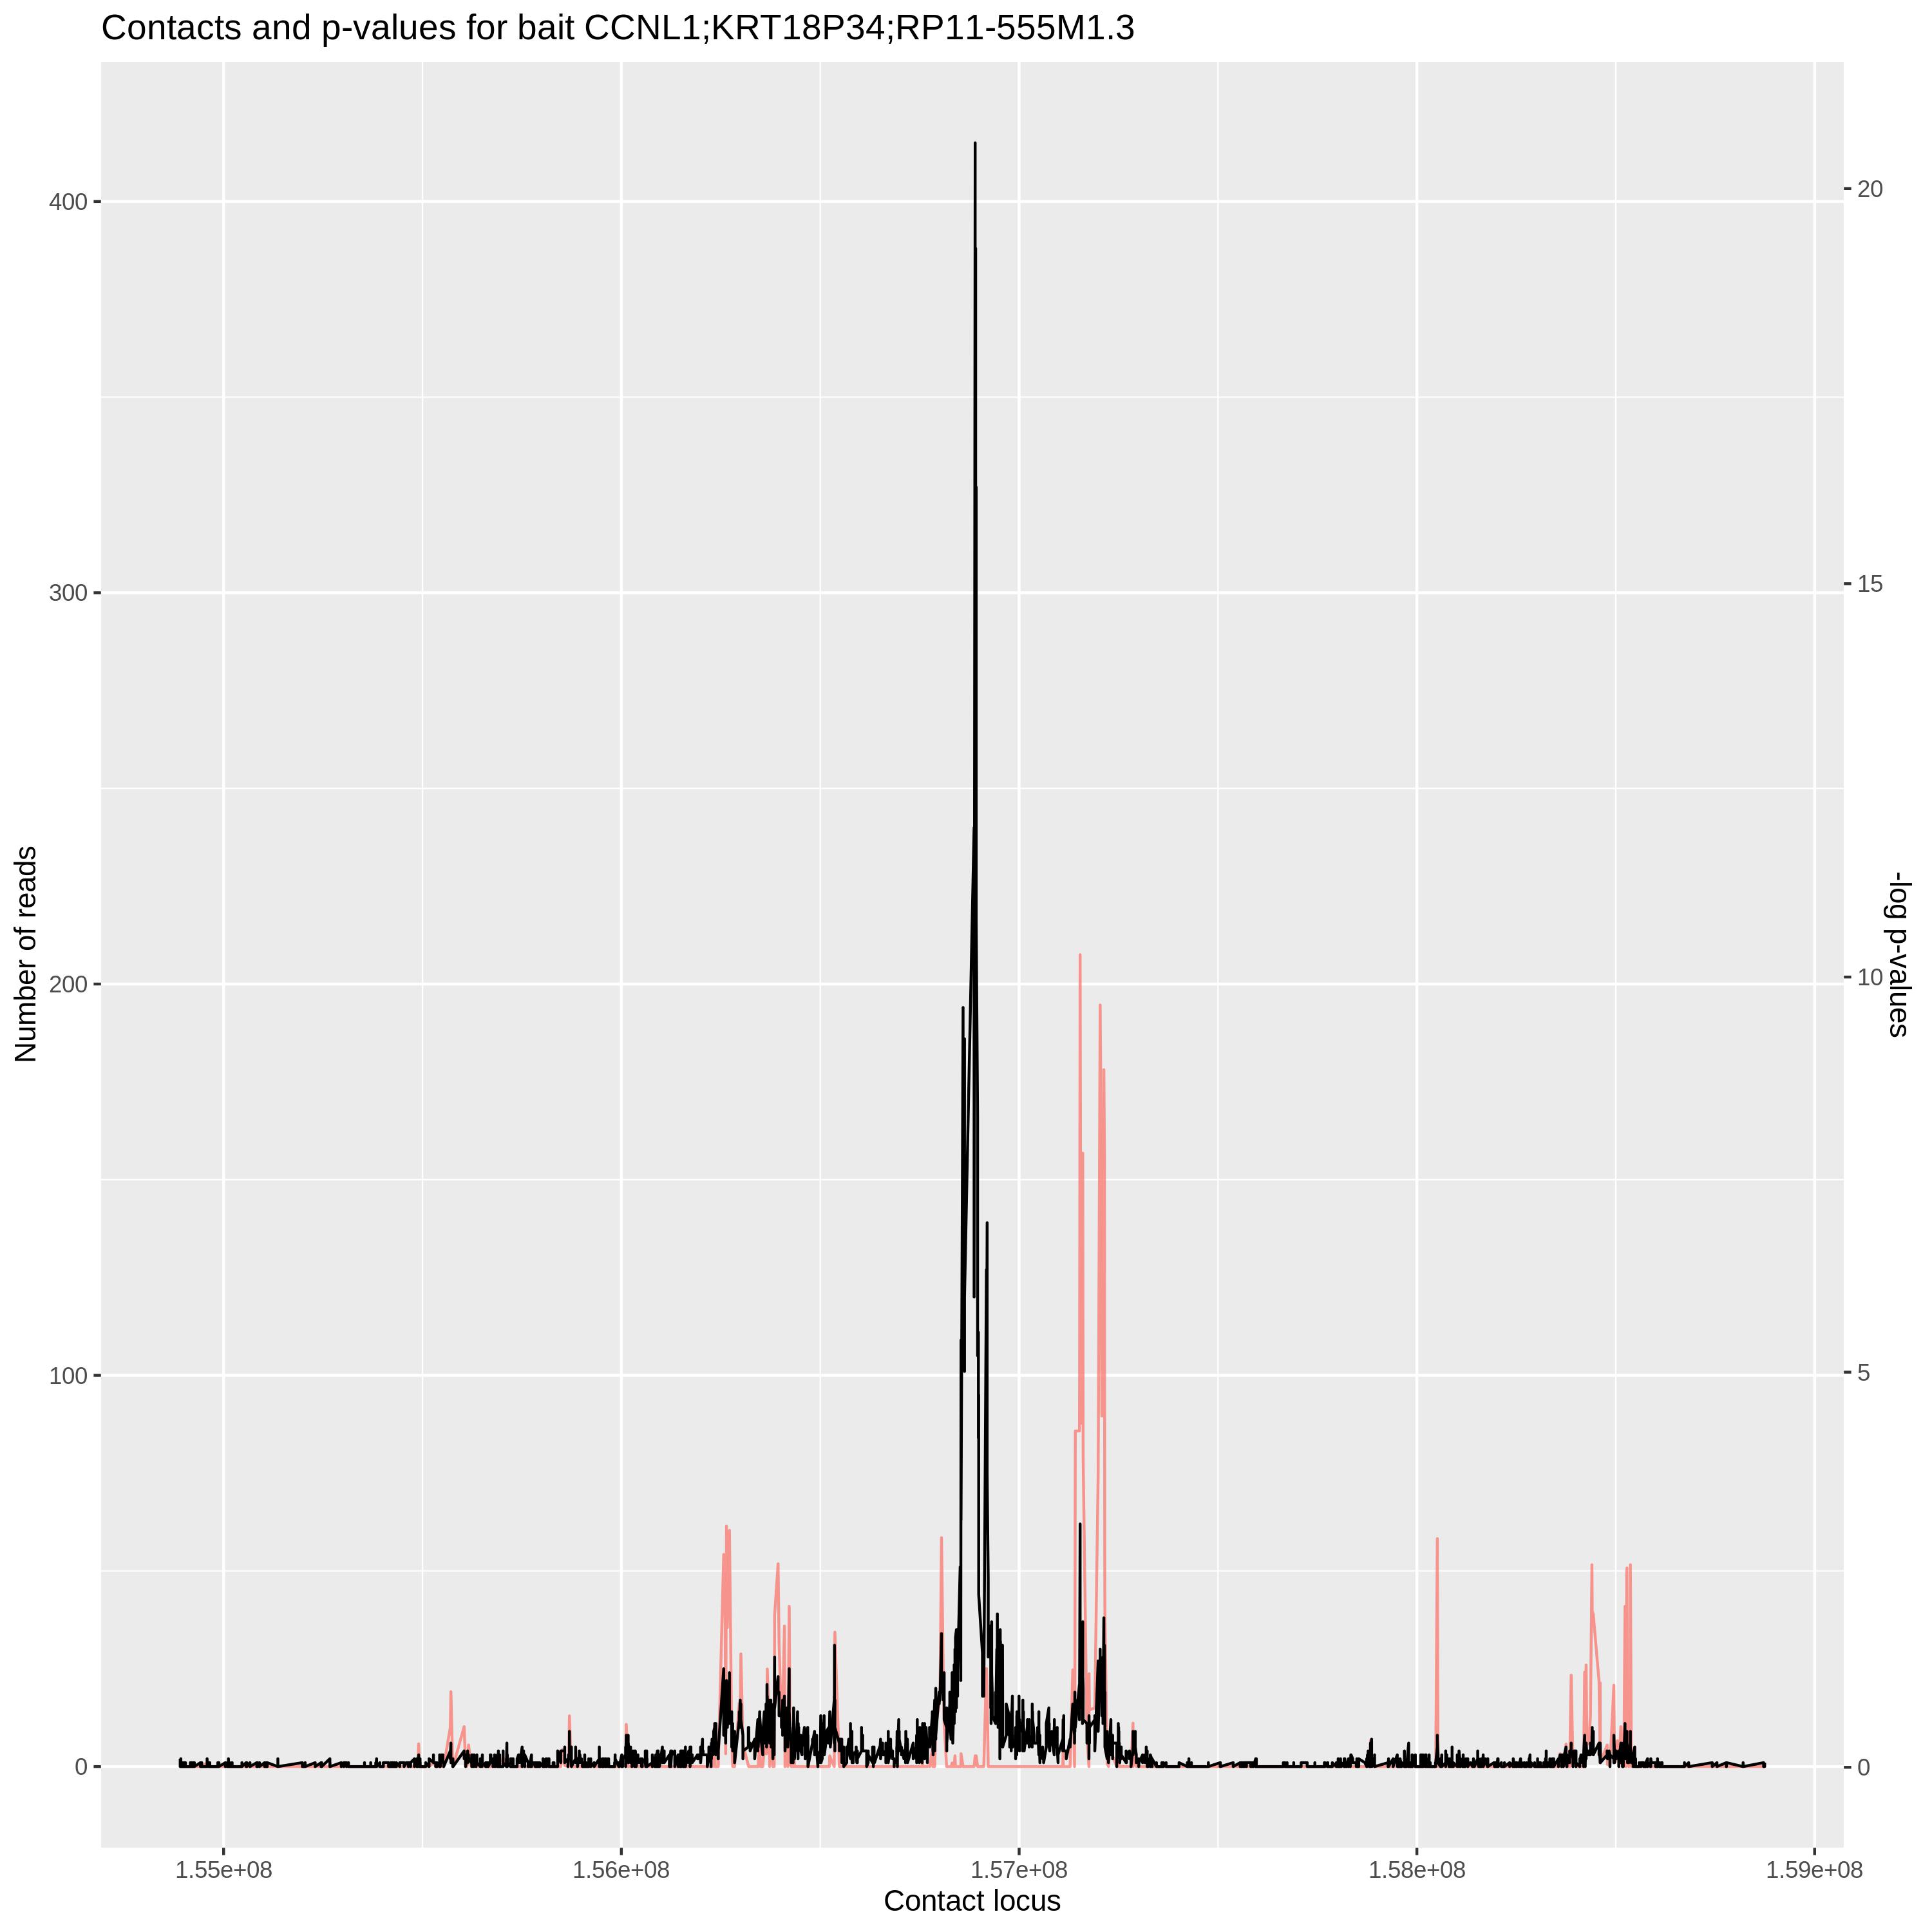 Contacts and p-values for bait CCNL1;KRT18P34;RP11-555M1.3
400
300
200
100
0
Number of reads
20
15
10
5
0
-log p-values
1.55e+08
1.56e+08
1.57e+08
1.58e+08
1.59e+08
Contact locus